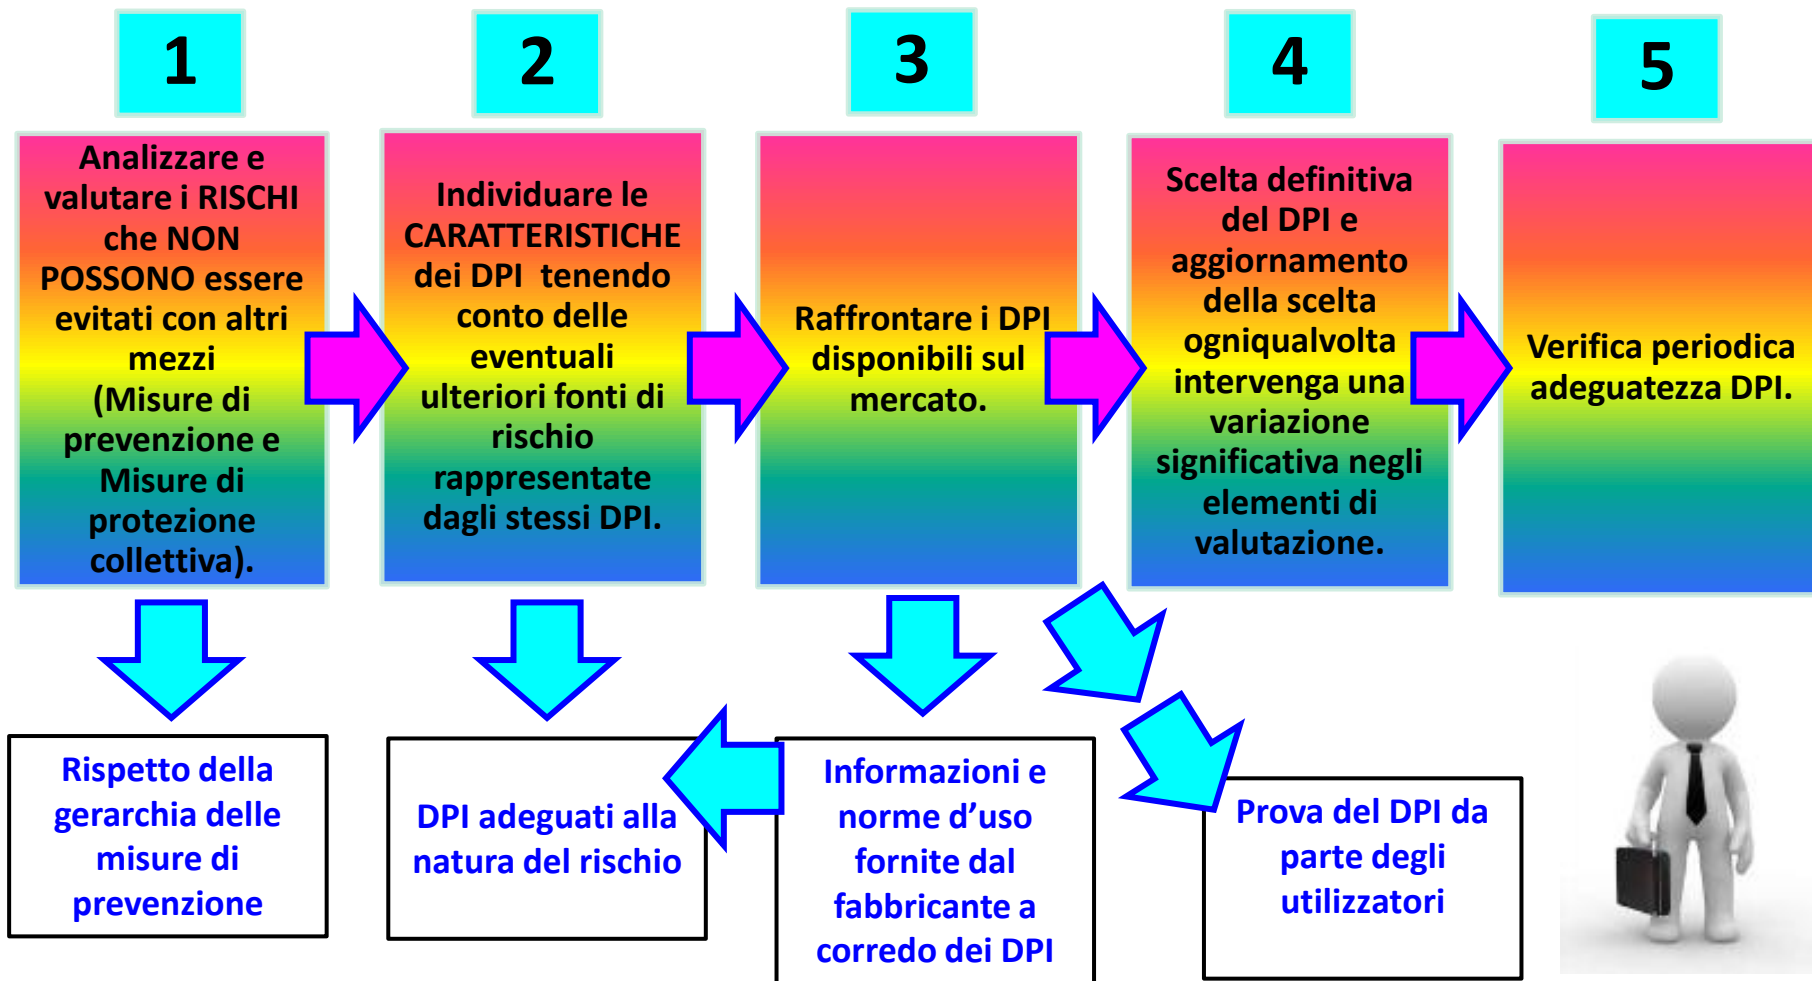 1
Analizzare e
valutare i RISCHI
che NON
POSSONO essere
evitati con altri
mezzi
(Misure di
prevenzione e
Misure di
protezione
collettiva).
2
Individuare le
CARATTERISTICHE
dei DPI tenendo
conto delle
eventuali
ulteriori fonti di
rischio
rappresentate
dagli stessi DPI.
3
Raffrontare i DPI
disponibili sul
mercato.
4
Scelta definitiva
del DPI e
aggiornamento
della scelta
ogniqualvolta
intervenga una
variazione
significativa negli
elementi di
valutazione.
5
Verifica periodica
adeguatezza DPI.
Rispetto della
gerarchia delle
misure di
prevenzione
DPI adeguati alla
natura del rischio
Informazioni e
norme d’uso
fornite dal
fabbricante a
corredo dei DPI
Prova del DPI da
parte degli
utilizzatori